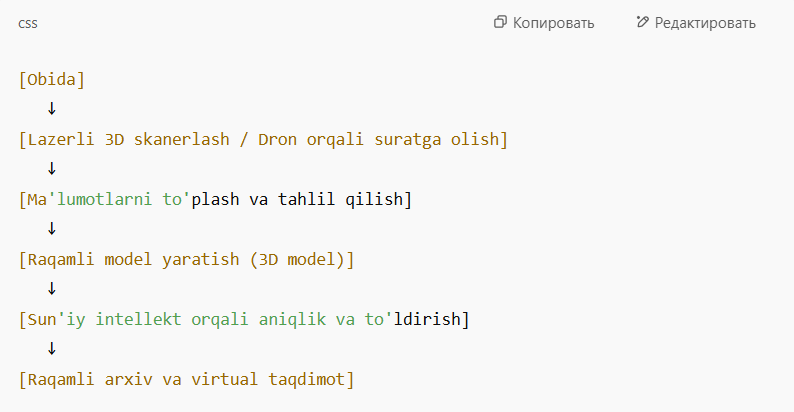 css
Копировать
Редактировать
[Obida]
↓
[Lazerli 3D skanerlash / Dron orqali suratga olish]
↓
[Ma'lumotlarni to'plash va tahlil qilish]
↓
[Raqamli model yaratish (3D model)]
↓
[Sun'iy intellekt orqali aniqlik va to'ldirish]
↓
[Raqamli arxiv va virtual taqdimot]